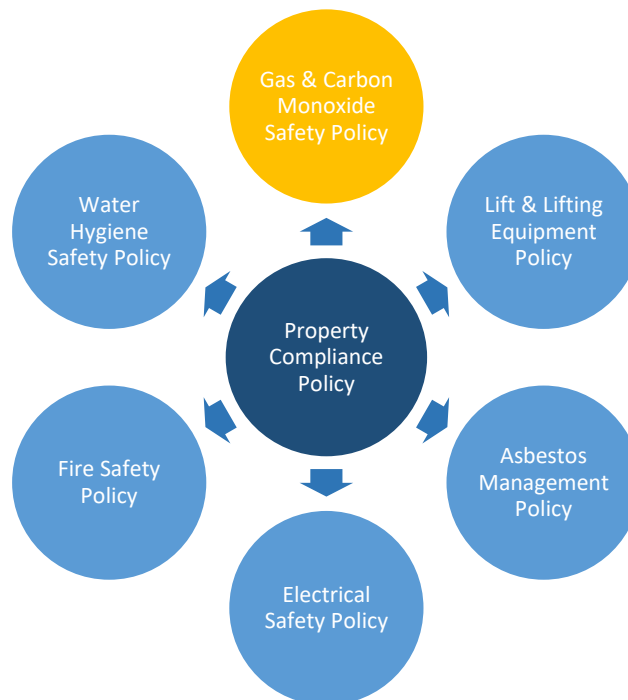 Gas & Carbon
Monoxide
Safety Policy
Water
Hygiene
Safety Policy
Lift & Lifting
Equipment
Policy
Property
Compliance
Policy
Fire Safety
Policy
Asbestos
Management
Policy
Electrical
Safety Policy